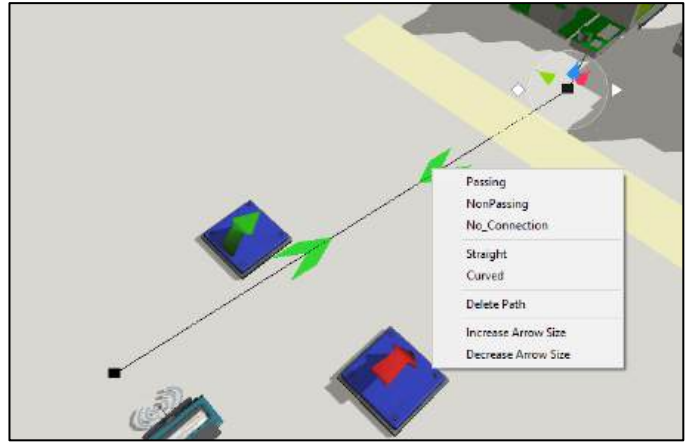 Passing
NonPassing
No_Connection
Straight
Curved
Delete Path
Increase Arrow Size
Decrease Arrow Size